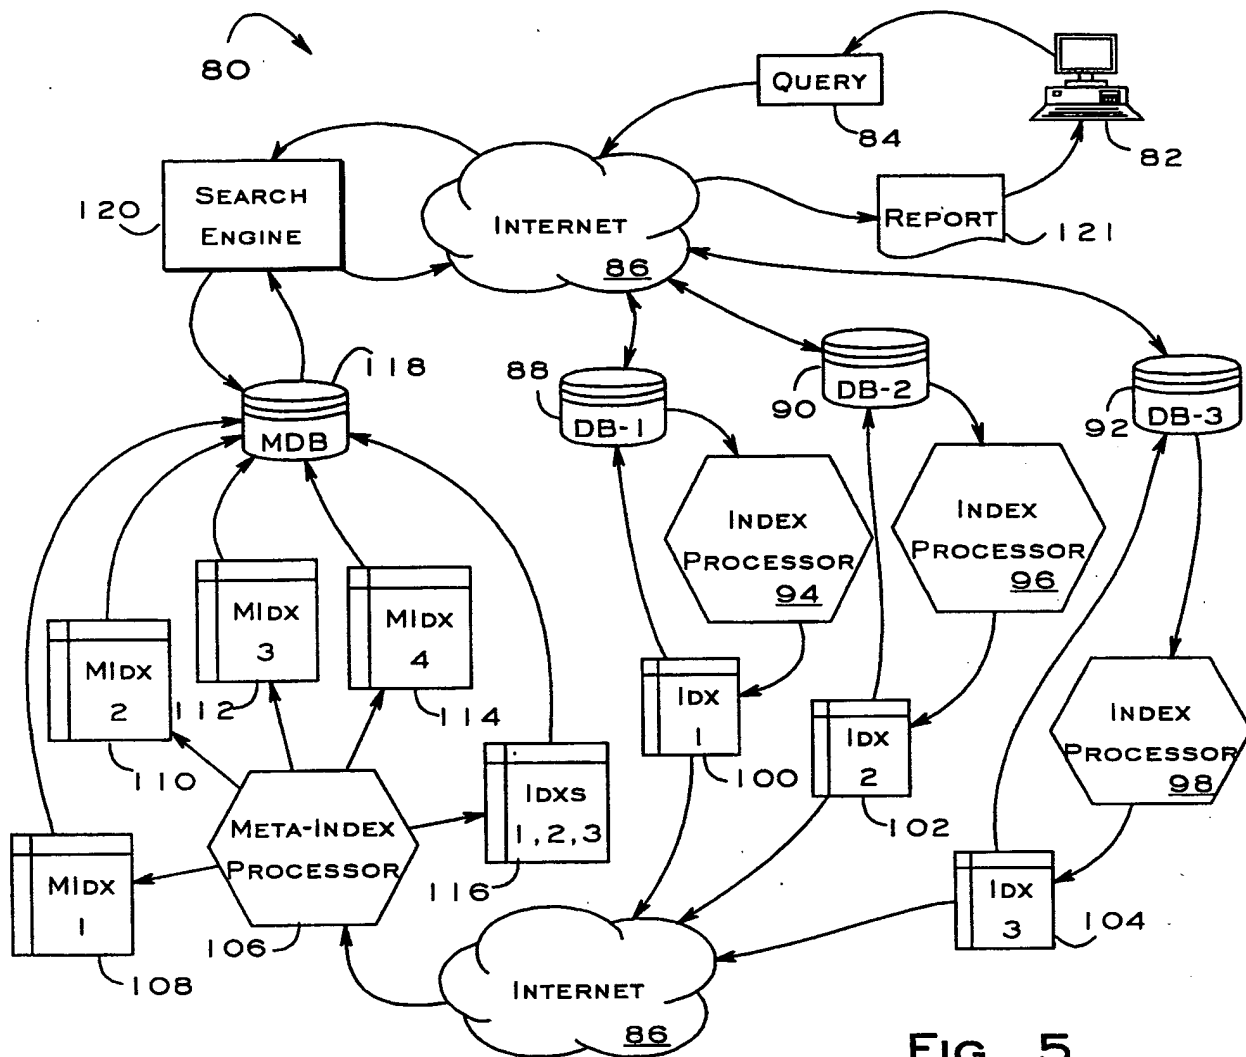 80
QUERY
84
82
SEARCH
ENGINE
120
INTERNET
86
REPORT
121
118
MDB
88
DB-1
90
DB-2
92
DB-3
INDEX
PROCESSOR
94
INDEX
PROCESSOR
96
INDEX
PROCESSOR
98
MIDX
1
108
MIDX
2
110
MIDX
3
112
MIDX
4
114
IDXS
1,2,3
116
META-INDEX
PROCESSOR
106
IDX
1
100
IDX
2
102
IDX
3
104
INTERNET
86
FIG. 5